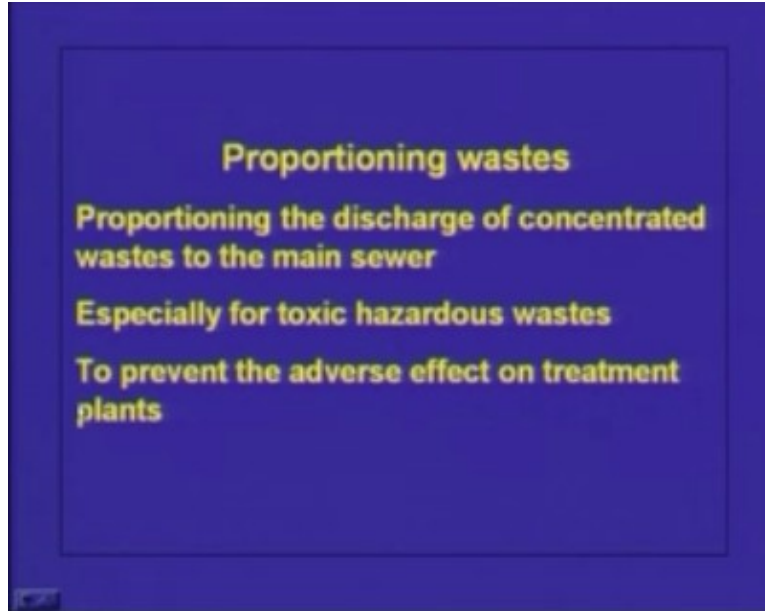 Proportioning wastes
Proportioning the discharge of concentrated
wastes to the main sewer
Especially for toxic hazardous wastes
To prevent the adverse effect on treatment
plants